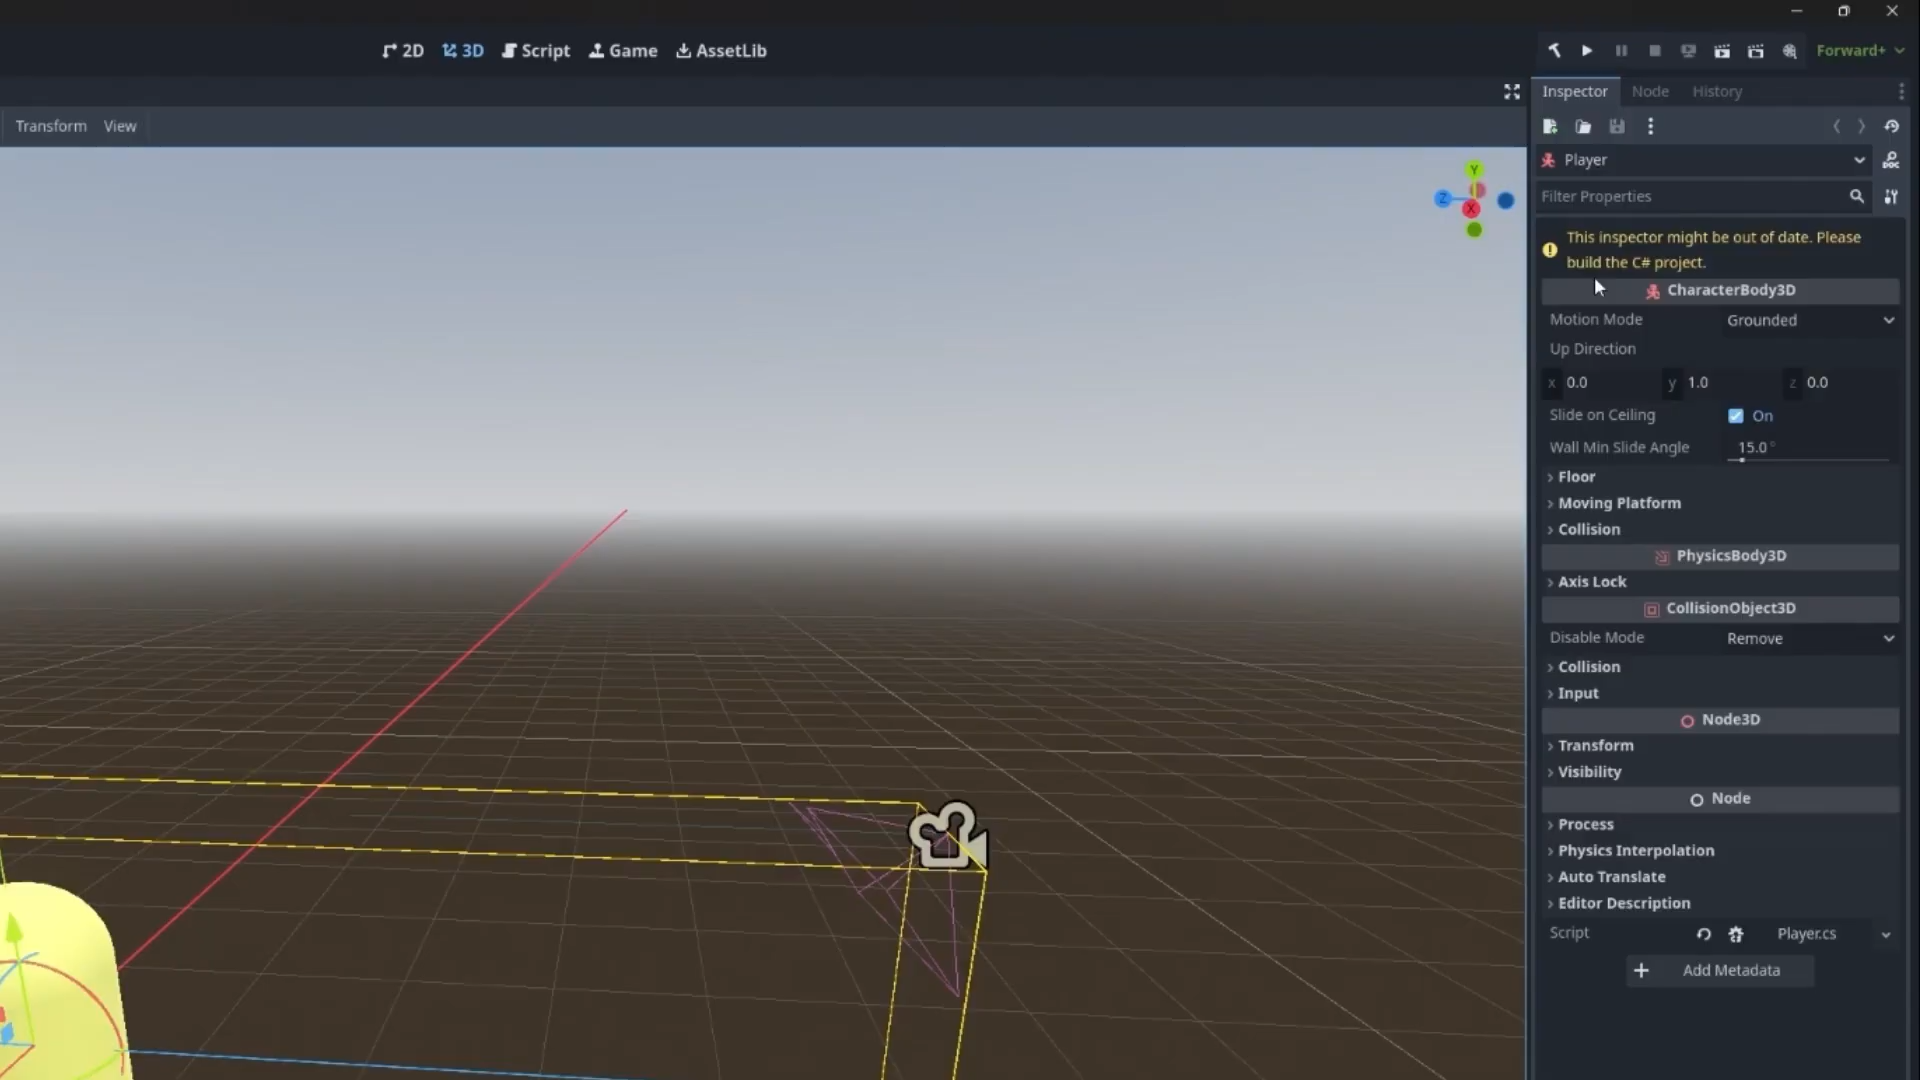 2D 3D Script Game AssetLib
Forward+
Inspector Node History
Transform View
Player
Filter Properties
This inspector might be out of date. Please
build the C# project.
CharacterBody3D
Motion Mode Grounded
Up Direction
x 0.0 y 1.0 z 0.0
Slide on Ceiling On
Wall Min Slide Angle 15.0 °
Floor
Moving Platform
Collision
PhysicsBody3D
Axis Lock
CollisionObject3D
Disable Mode Remove
Collision
Input
Node3D
Transform
Visibility
Node
Process
Physics Interpolation
Auto Translate
Editor Description
Script Player.cs
Add Metadata
Y
Z
X
DOC